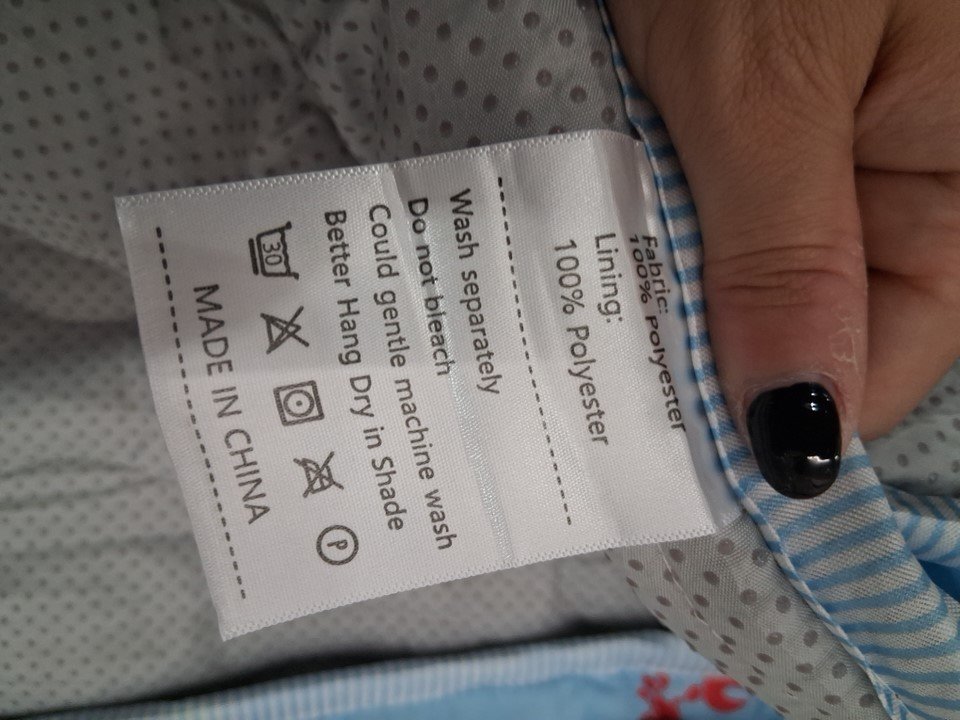 Fabric:
100% Polyester
Lining:
100% Polyester
Wash separately
Do not bleach
Could gentle machine wash
Better Hang Dry in Shade
30
P
MADE IN CHINA